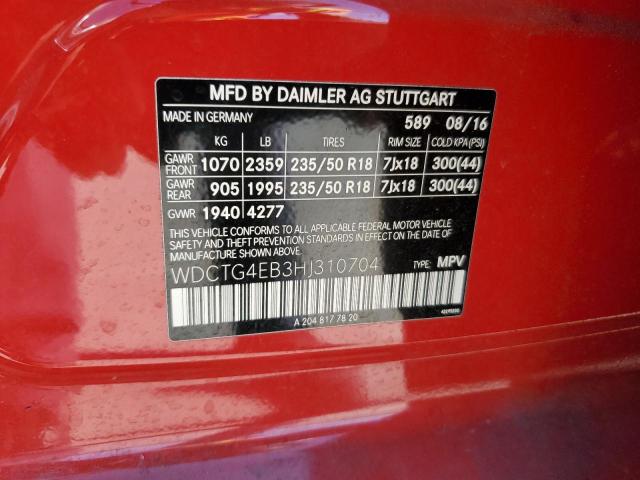 MFD BY DAIMLER AG STUTTGART
MADE IN GERMANY 589 08/16
KG LB TIRES RIM SIZE COLD KPA (PSI)
GAWR FRONT 1070 2359 235/50 R18 7Jx18 300(44)
GAWR REAR 905 1995 235/50 R18 7Jx18 300(44)
GVWR 1940 4277
THIS VEHICLE CONFORMS TO ALL APPLICABLE FEDERAL MOTOR VEHICLE
SAFETY AND THEFT PREVENTION STANDARDS IN EFFECT ON THE DATE OF
MANUFACTURE SHOWN ABOVE.
WDCTG4EB3HJ310704 TYPE: MPV
A 204 817 78 20